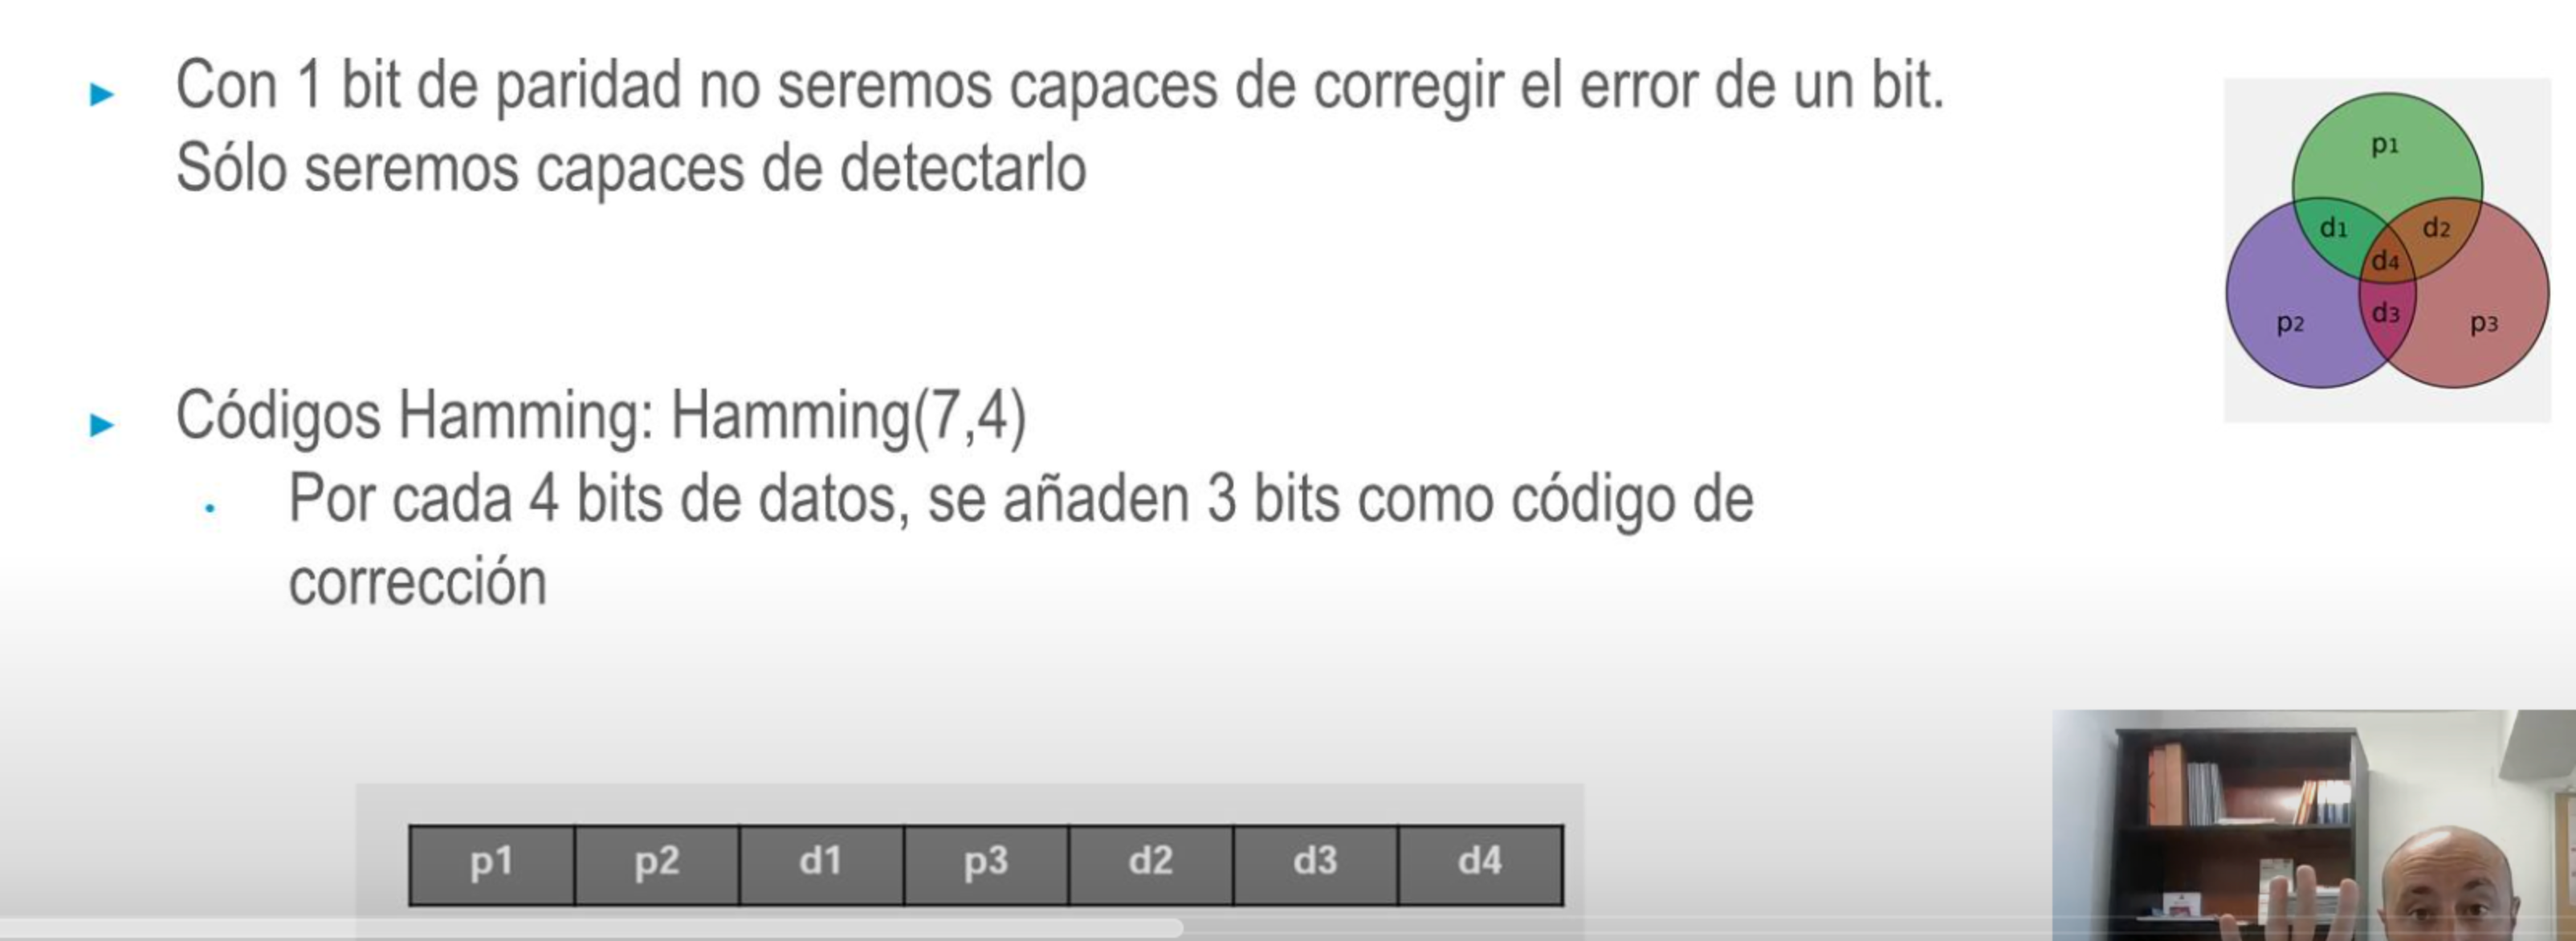 Con 1 bit de paridad no seremos capaces de corregir el error de un bit.
Sólo seremos capaces de detectarlo
p1
d1
d2
d4
d3
p2
p3
Códigos Hamming: Hamming(7,4)
Por cada 4 bits de datos, se añaden 3 bits como código de
corrección
p1 p2 d1 p3 d2 d3 d4